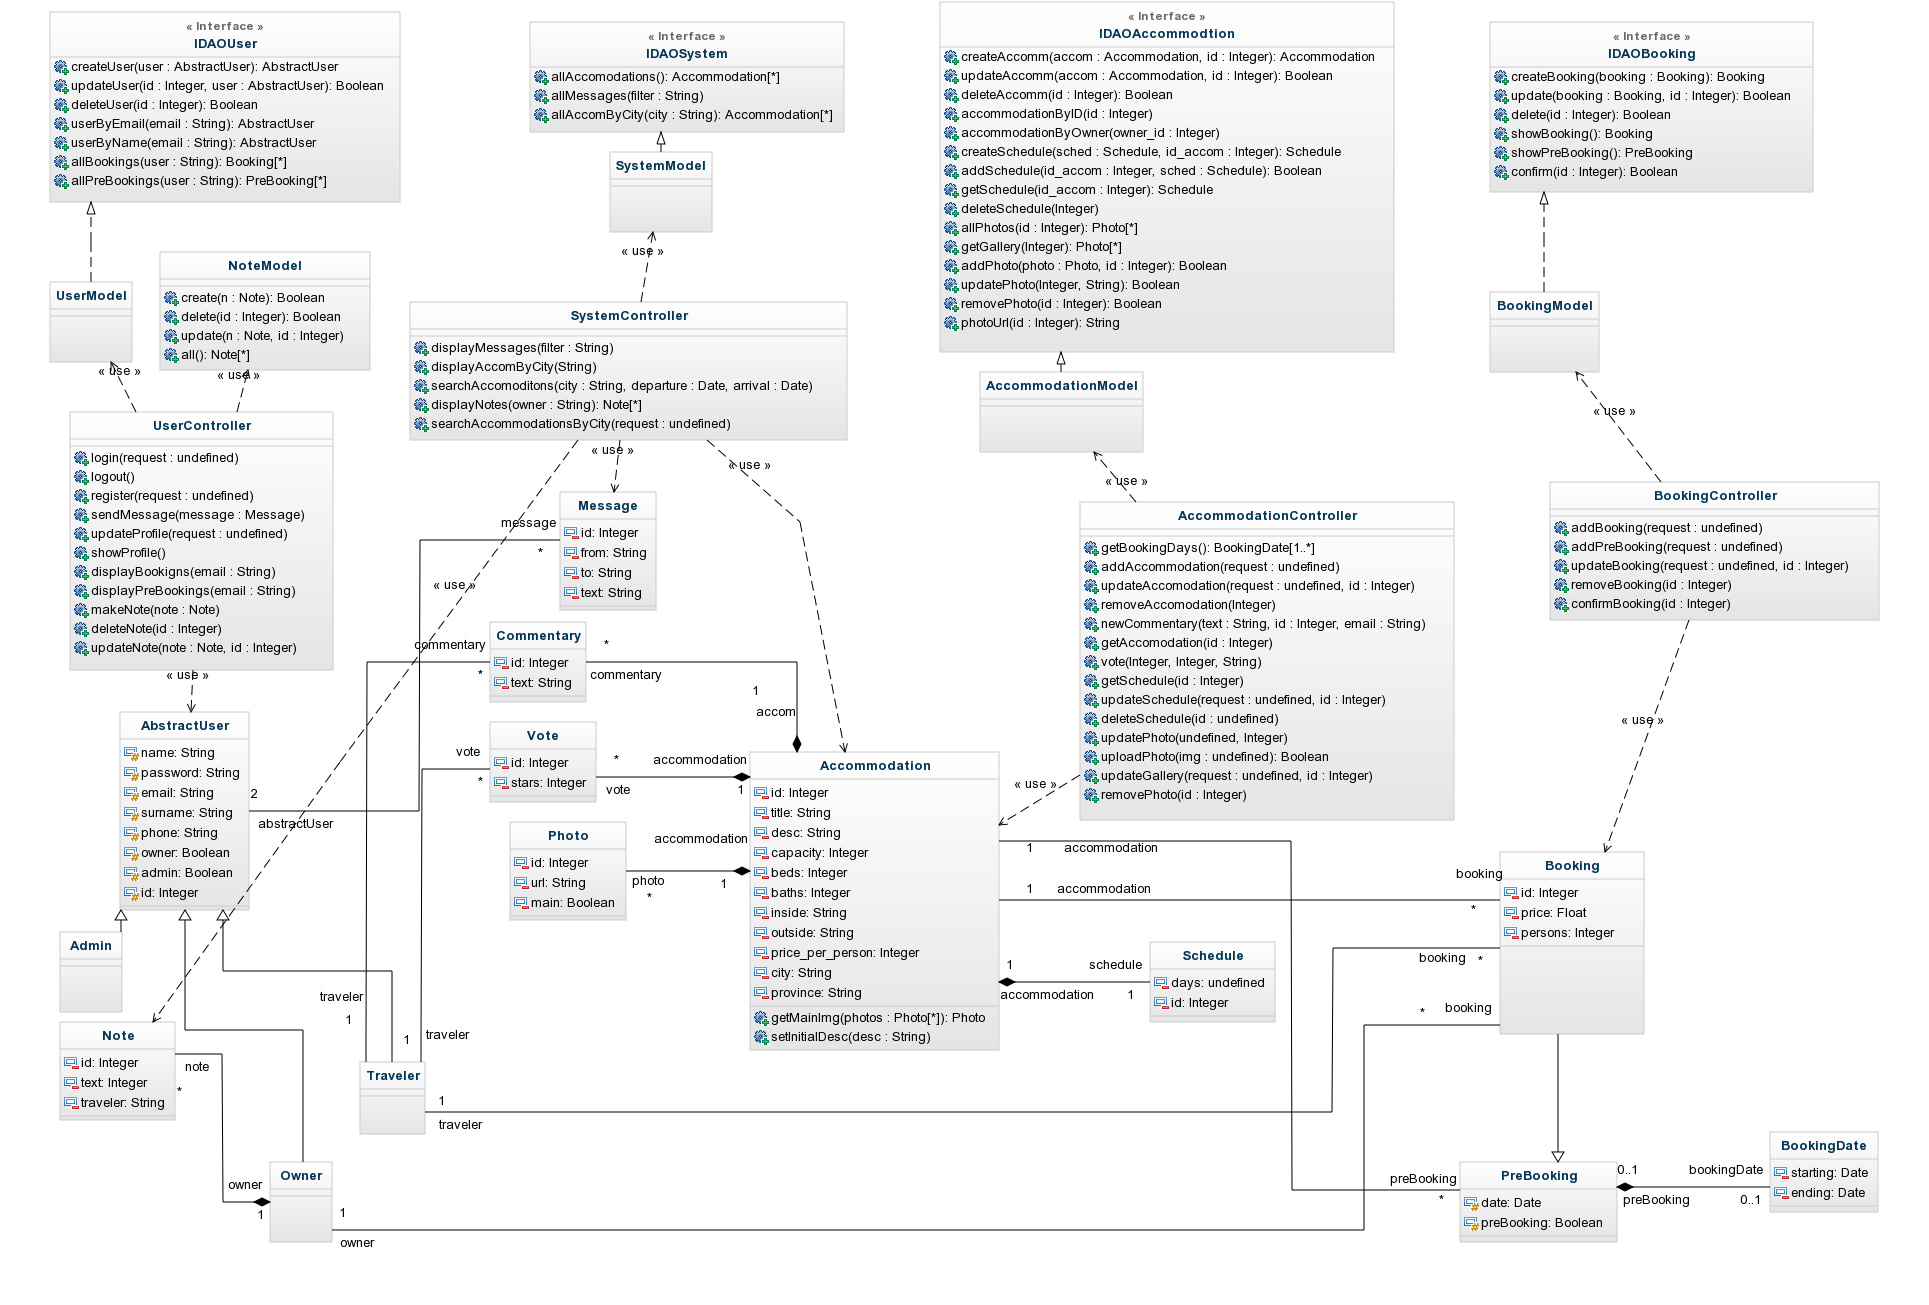 « Interface »
IDAOUser
createUser(user : AbstractUser): AbstractUser
updateUser(id : Integer, user : AbstractUser): Boolean
deleteUser(id : Integer): Boolean
userByEmail(email : String): AbstractUser
userByName(email : String): AbstractUser
allBookings(user : String): Booking[*]
allPreBookings(user : String): PreBooking[*]
« Interface »
IDAOSystem
allAccomodations(): Accommodation[*]
allMessages(filter : String)
allAccomByCity(city : String): Accommodation[*]
« Interface »
IDAOAccommodtion
createAccomm(accom : Accommodation, id : Integer): Accommodation
updateAccomm(accom : Accommodation, id : Integer): Boolean
deleteAccomm(id : Integer): Boolean
accommodationByID(id : Integer)
accommodationByOwner(owner_id : Integer)
createSchedule(sched : Schedule, id_accom : Integer): Schedule
addSchedule(id_accom : Integer, sched : Schedule): Boolean
getSchedule(id_accom : Integer): Schedule
deleteSchedule(Integer)
allPhotos(id : Integer): Photo[*]
getGallery(Integer): Photo[*]
addPhoto(photo : Photo, id : Integer): Boolean
updatePhoto(Integer, String): Boolean
removePhoto(id : Integer): Boolean
photoUrl(id : Integer): String
« Interface »
IDAOBooking
createBooking(booking : Booking): Booking
update(booking : Booking, id : Integer): Boolean
delete(id : Integer): Boolean
showBooking(): Booking
showPreBooking(): PreBooking
confirm(id : Integer): Boolean
SystemModel
« use »
UserModel
NoteModel
create(n : Note): Boolean
delete(id : Integer): Boolean
update(n : Note, id : Integer)
all(): Note[*]
« use »
« use »
BookingModel
« use »
AccommodationModel
« use »
SystemController
displayMessages(filter : String)
displayAccomByCity(String)
searchAccomoditons(city : String, departure : Date, arrival : Date)
displayNotes(owner : String): Note[*]
searchAccommodationsByCity(request : undefined)
« use »
« use »
« use »
UserController
login(request : undefined)
logout()
register(request : undefined)
sendMessage(message : Message)
updateProfile(request : undefined)
showProfile()
displayBookigns(email : String)
displayPreBookings(email : String)
makeNote(note : Note)
deleteNote(id : Integer)
updateNote(note : Note, id : Integer)
« use »
Message
id: Integer
from: String
to: String
text: String
message
*
AccommodationController
getBookingDays(): BookingDate[1..*]
addAccommodation(request : undefined)
updateAccomodation(request : undefined, id : Integer)
removeAccomodation(Integer)
newCommentary(text : String, id : Integer, email : String)
getAccomodation(id : Integer)
vote(Integer, Integer, String)
getSchedule(id : Integer)
updateSchedule(request : undefined, id : Integer)
deleteSchedule(id : undefined)
updatePhoto(undefined, Integer)
uploadPhoto(img : undefined): Boolean
updateGallery(request : undefined, id : Integer)
removePhoto(id : Integer)
« use »
BookingController
addBooking(request : undefined)
addPreBooking(request : undefined)
updateBooking(request : undefined, id : Integer)
removeBooking(id : Integer)
confirmBooking(id : Integer)
« use »
Commentary
id: Integer
text: String
commentary
*
*
commentary
1
accom
Vote
id: Integer
stars: Integer
vote
*
*
vote
accommodation
1
Photo
id: Integer
url: String
main: Boolean
photo
*
accommodation
1
AbstractUser
name: String
password: String
email: String
surname: String
phone: String
owner: Boolean
admin: Boolean
id: Integer
2
abstractUser
Accommodation
id: Integer
title: String
desc: String
capacity: Integer
beds: Integer
baths: Integer
inside: String
outside: String
price_per_person: Integer
city: String
province: String
getMainImg(photos : Photo[*]): Photo
setInitialDesc(desc : String)
1
accommodation
1
accommodation
1
accommodation
schedule
1
Schedule
days: undefined
id: Integer
Booking
id: Integer
price: Float
persons: Integer
booking
*
booking
*
*
booking
Admin
Note
id: Integer
text: Integer
traveler: String
note
*
traveler
1
1
traveler
Traveler
1
traveler
Owner
owner
1
1
owner
PreBooking
date: Date
preBooking: Boolean
preBooking
*
0..1
preBooking
bookingDate
0..1
BookingDate
starting: Date
ending: Date